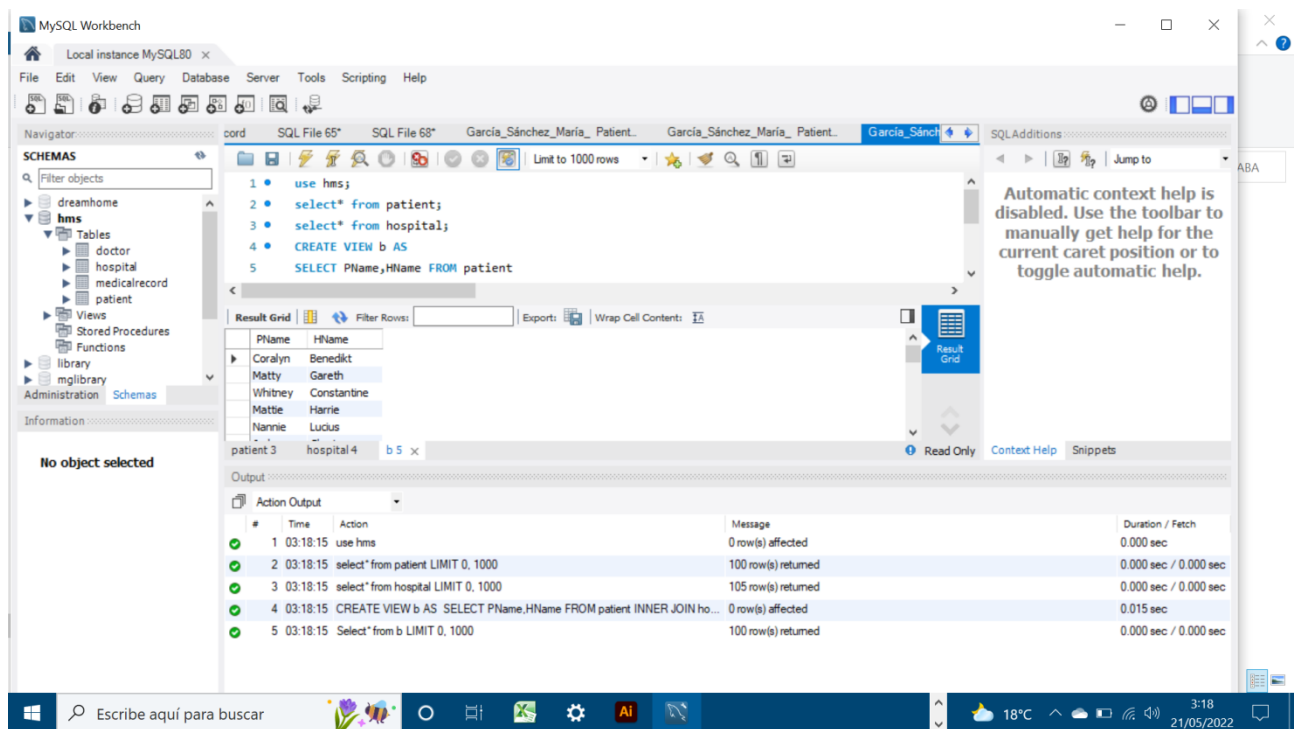 MySQL Workbench
Local instance MySQL80
File Edit View Query Database Server Tools Scripting Help
Navigator
SCHEMAS
Filter objects
dreamhome
hms
Tables
doctor
hospital
medicalrecord
patient
Views
Stored Procedures
Functions
library
mglibrary
Administration Schemas
Information
No object selected
cord SQL File 65* SQL File 68* García_Sánchez_María_ Patient.. García_Sánchez_María_ Patient.. García_Sánch
Limit to 1000 rows
1 use hms;
2 select* from patient;
3 select* from hospital;
4 CREATE VIEW b AS
5 SELECT PName,HName FROM patient
Result Grid Filter Rows: Export: Wrap Cell Content:
PName HName
Coralyn Benedikt
Matty Gareth
Whitney Constantine
Mattie Harrie
Nannie Lucius
Result
Grid
patient 3 hospital 4 b 5
Read Only
SQLAdditions
Jump to
Automatic context help is
disabled. Use the toolbar to
manually get help for the
current caret position or to
toggle automatic help.
Context Help Snippets
Output
Action Output
# Time Action Message Duration / Fetch
1 03:18:15 use hms 0 row(s) affected 0.000 sec
2 03:18:15 select* from patient LIMIT 0, 1000 100 row(s) returned 0.000 sec / 0.000 sec
3 03:18:15 select* from hospital LIMIT 0, 1000 105 row(s) returned 0.000 sec / 0.000 sec
4 03:18:15 CREATE VIEW b AS SELECT PName,HName FROM patient INNER JOIN ho... 0 row(s) affected 0.015 sec
5 03:18:15 Select* from b LIMIT 0, 1000 100 row(s) returned 0.000 sec / 0.000 sec
ABA
Escribe aquí para buscar
Ai
18°C
3:18
21/05/2022